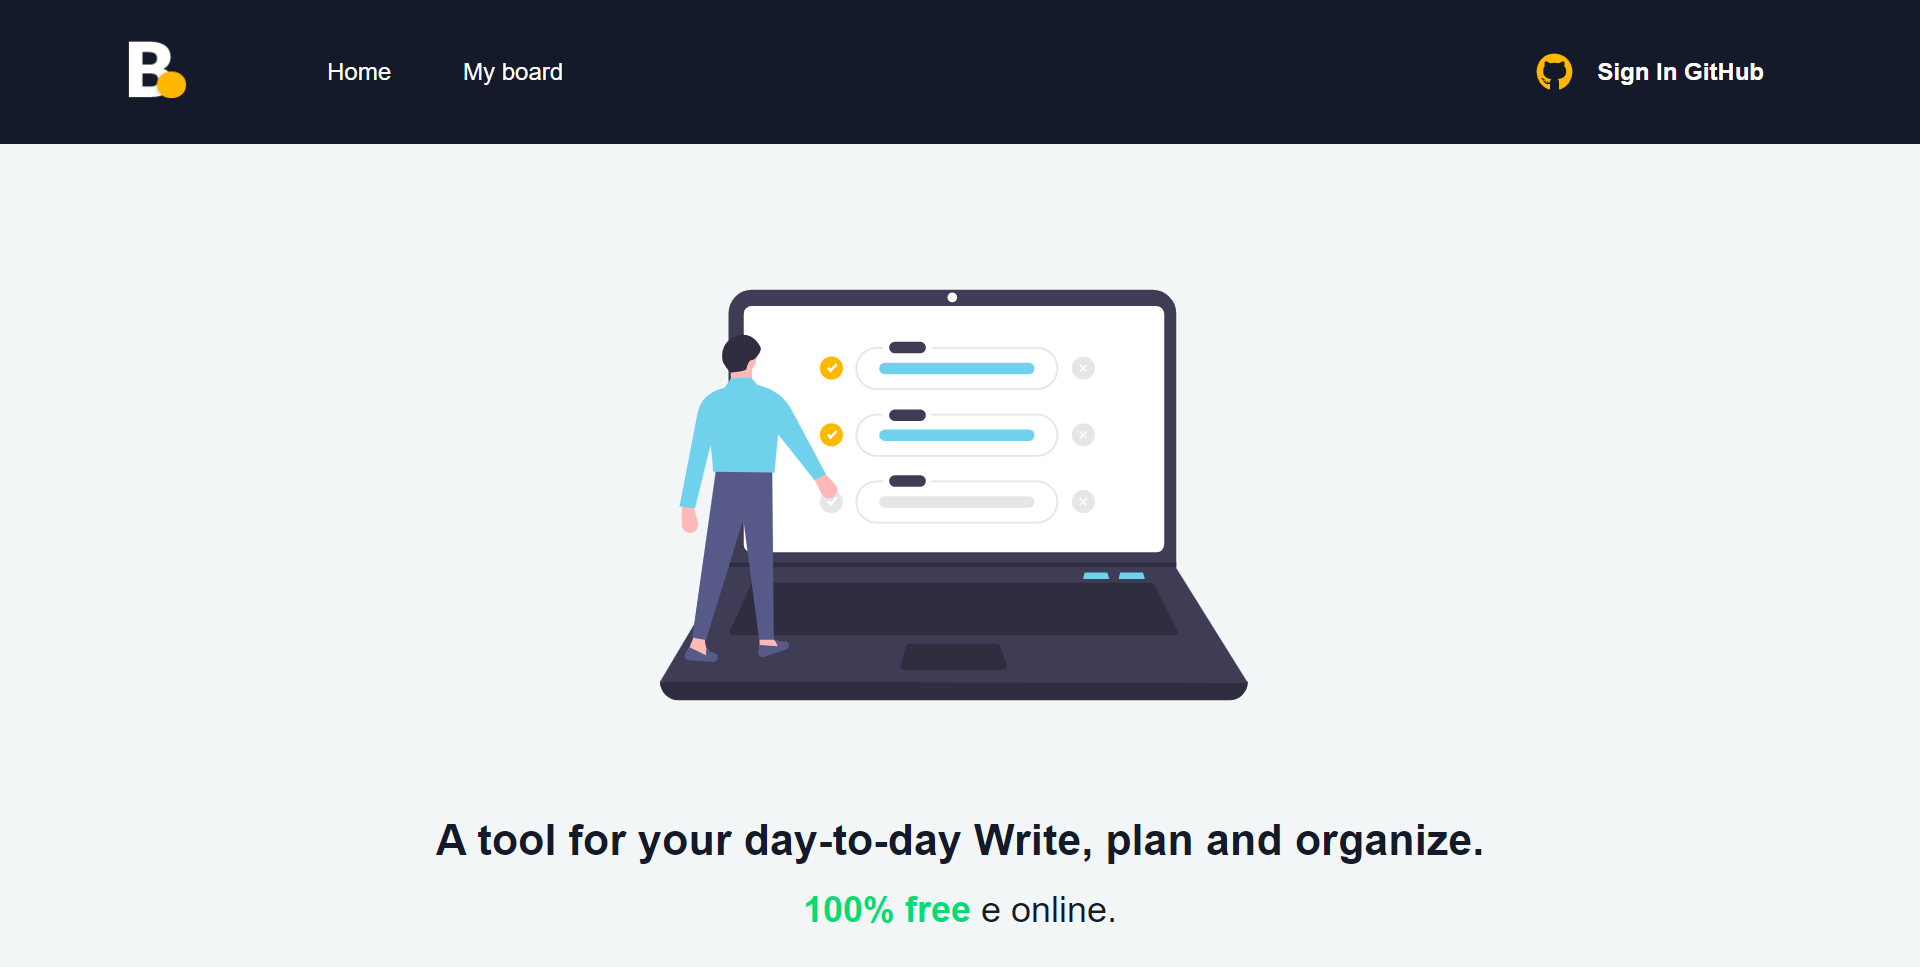 B
Home
My board
Sign In GitHub
A tool for your day-to-day Write, plan and organize.
100% free e online.